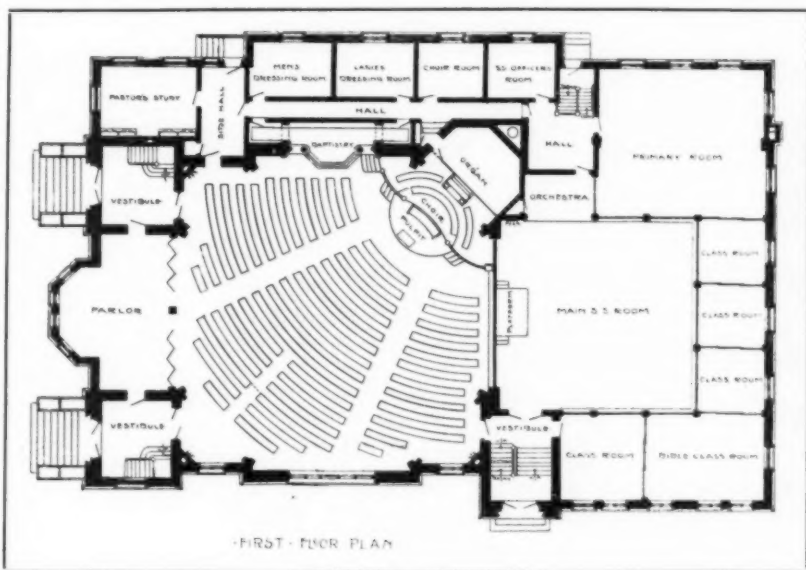 MEN'S
DRESSING ROOM
LADIES
DRESSING ROOM
CHOIR ROOM
S.S. OFFICERS
ROOM
PASTOR'S STUDY
SIDE HALL
HALL
BAPTISTRY
ORGAN
HALL
PRIMARY ROOM
VESTIBULE
CHOIR
PULPIT
ORCHESTRA
CLASS ROOM
PARLOR
PLATFORM
MAIN S.S. ROOM
CLASS ROOM
CLASS ROOM
VESTIBULE
VESTIBULE
CLASS ROOM
BIBLE CLASS ROOM
·FIRST·FLOOR PLAN